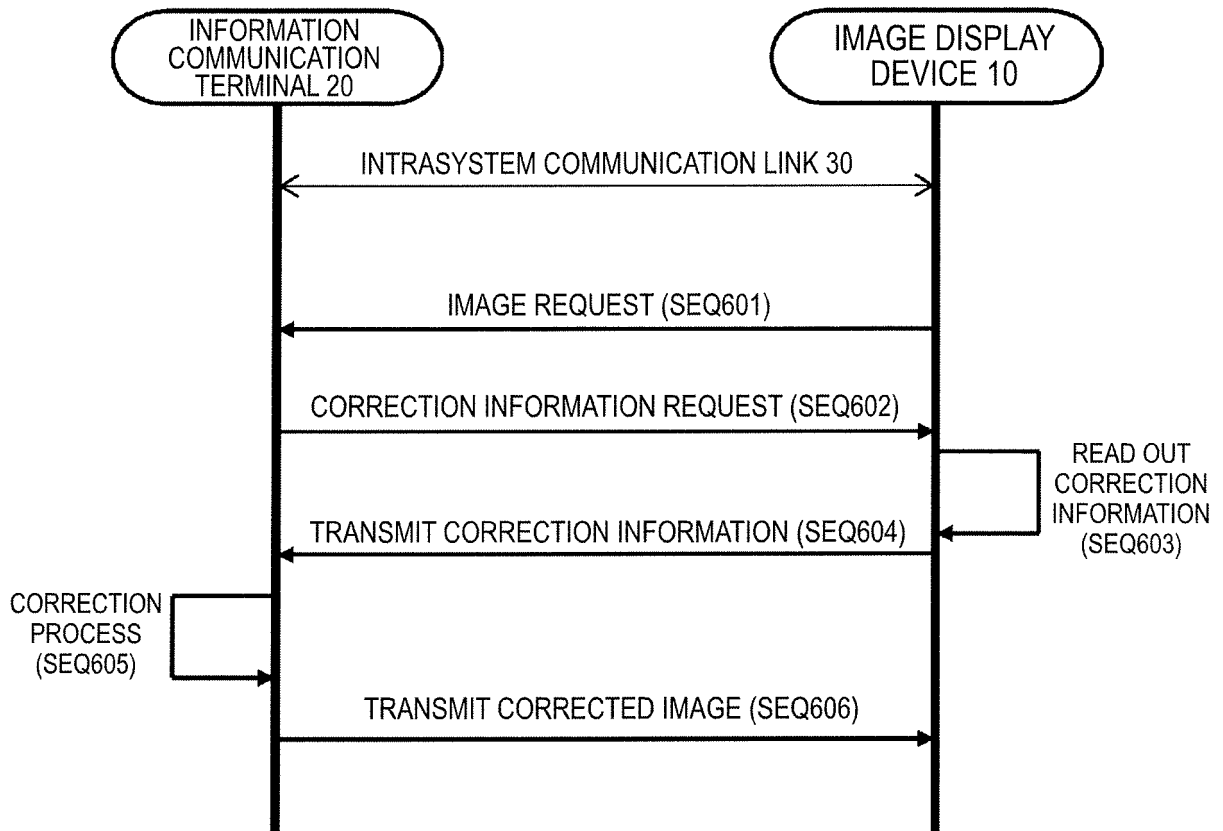 INFORMATION
COMMUNICATION
TERMINAL 20
IMAGE DISPLAY
DEVICE 10
INTRASYSTEM COMMUNICATION LINK 30
IMAGE REQUEST (SEQ601)
CORRECTION INFORMATION REQUEST (SEQ602)
READ OUT
CORRECTION
INFORMATION
(SEQ603)
TRANSMIT CORRECTION INFORMATION (SEQ604)
CORRECTION
PROCESS
(SEQ605)
TRANSMIT CORRECTED IMAGE (SEQ606)